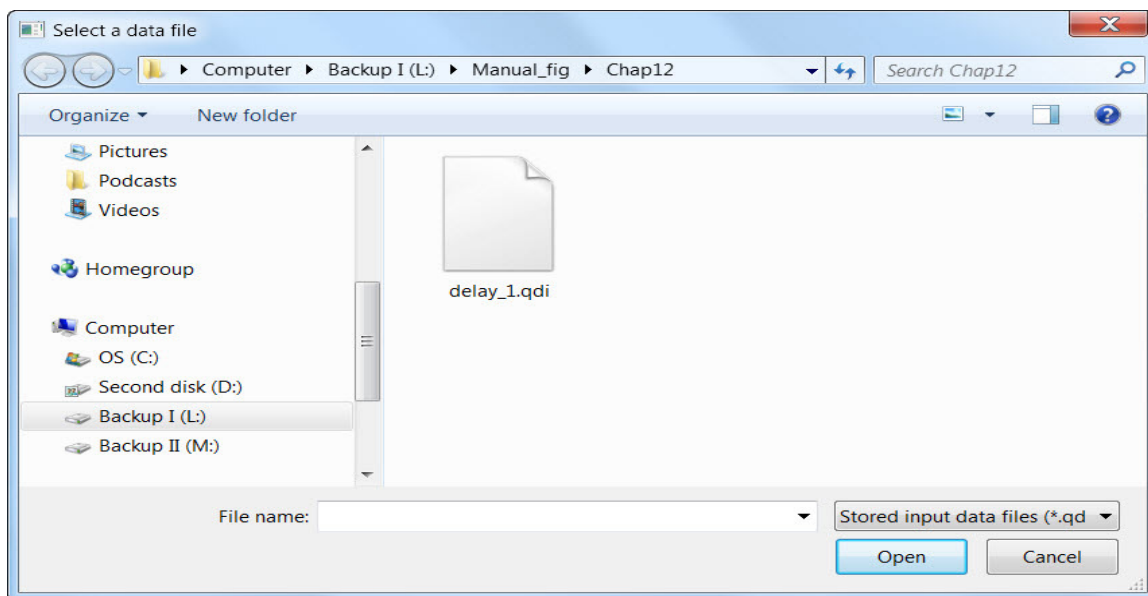 Select a data file
Computer Backup I (L:) Manual_fig Chap12 Search Chap12
Organize New folder
Pictures
Podcasts
Videos
Homegroup
Computer
OS (C:)
Second disk (D:)
Backup I (L:)
Backup II (M:)
delay_1.qdi
File name: Stored input data files (*.qd
Open Cancel